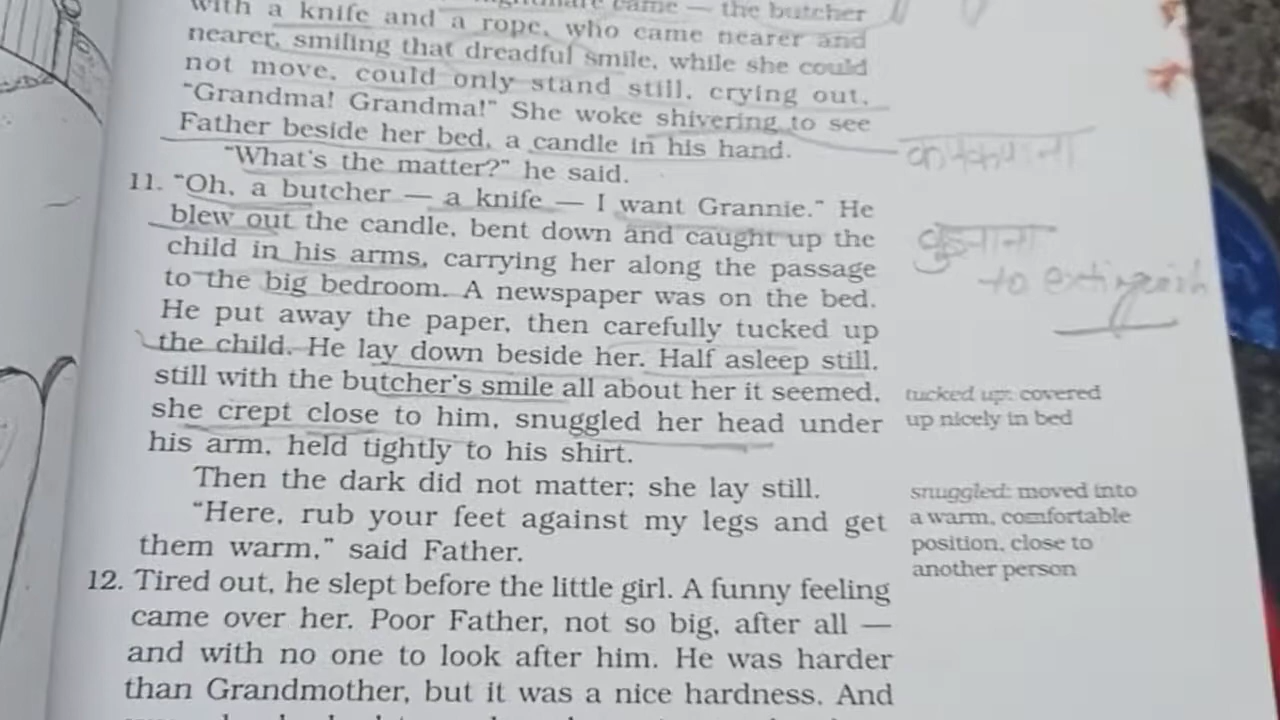 nightmare came — the butcher
with a knife and a rope, who came nearer and
nearer, smiling that dreadful smile, while she could
not move, could only stand still, crying out,
"Grandma! Grandma!" She woke shivering to see
Father beside her bed, a candle in his hand.
कंपकंपाना
"What's the matter?" he said.
11. "Oh, a butcher — a knife — I want Grannie." He
blew out the candle, bent down and caught up the
बुझाना
child in his arms, carrying her along the passage
to extinguish
to the big bedroom. A newspaper was on the bed.
He put away the paper, then carefully tucked up
the child. He lay down beside her. Half asleep still,
still with the butcher's smile all about her it seemed,
tucked up: covered
she crept close to him, snuggled her head under
up nicely in bed
his arm, held tightly to his shirt.
Then the dark did not matter; she lay still.
snuggled: moved into
"Here, rub your feet against my legs and get
a warm, comfortable
them warm," said Father.
position, close to
another person
12. Tired out, he slept before the little girl. A funny feeling
came over her. Poor Father, not so big, after all —
and with no one to look after him. He was harder
than Grandmother, but it was a nice hardness. And